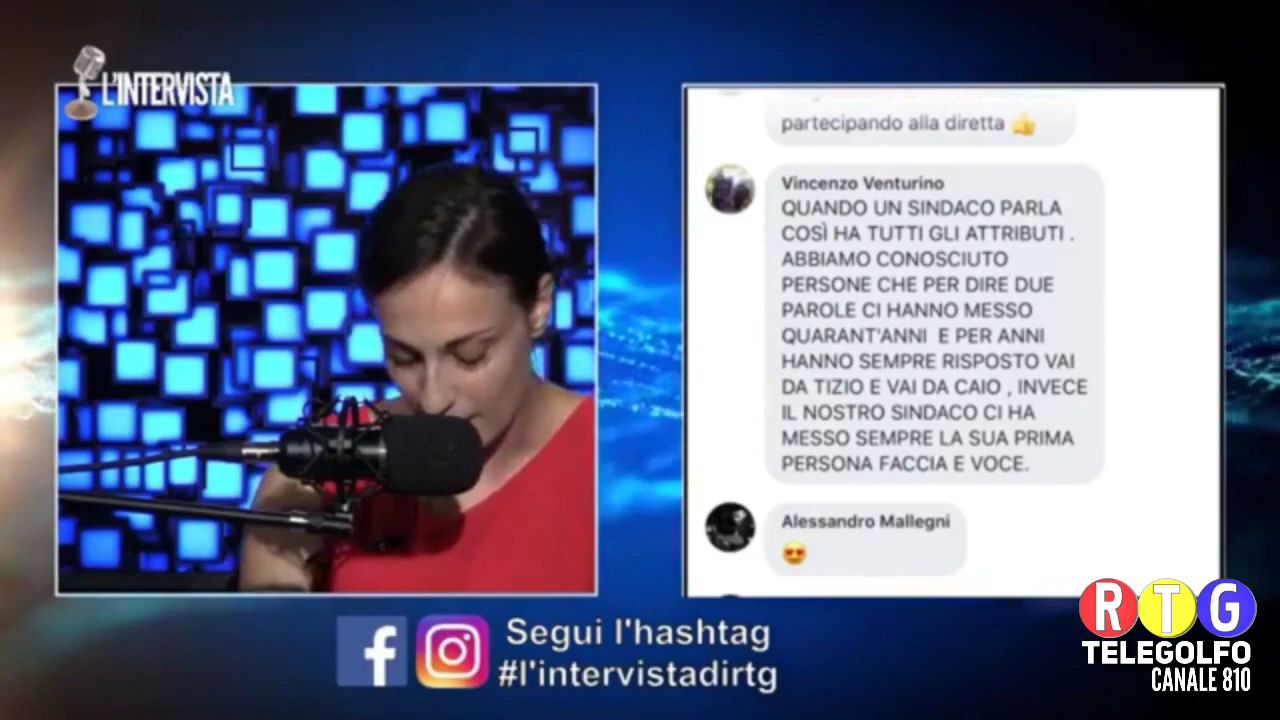 L'INTERVISTA
partecipando alla diretta 👍
Vincenzo Venturino
QUANDO UN SINDACO PARLA
COSÌ HA TUTTI GLI ATTRIBUTI .
ABBIAMO CONOSCIUTO
PERSONE CHE PER DIRE DUE
PAROLE CI HANNO MESSO
QUARANT'ANNI E PER ANNI
HANNO SEMPRE RISPOSTO VAI
DA TIZIO E VAI DA CAIO , INVECE
IL NOSTRO SINDACO CI HA
MESSO SEMPRE LA SUA PRIMA
PERSONA FACCIA E VOCE.
Alessandro Mallegni
😍
Segui l'hashtag
#l'intervistadirtg
RTG
TELEGOLFO
CANALE 810